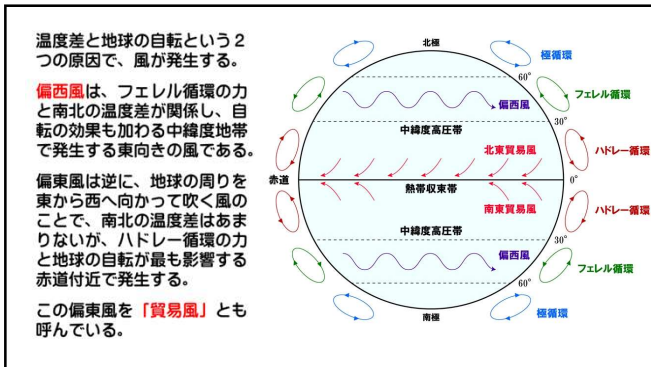 温度差と地球の自転という２
つの原因で、風が発生する。
偏西風は、フェレル循環の力
と南北の温度差が関係し、自
転の効果も加わる中緯度地帯
で発生する東向きの風である。
偏東風は逆に、地球の周りを
東から西へ向かって吹く風の
ことで、南北の温度差はあま
りないが、ハドレー循環の力
と地球の自転が最も影響する
赤道付近で発生する。
この偏東風を「貿易風」とも
呼んでいる。
北極
極循環
60°
フェレル循環
偏西風
30°
中緯度高圧帯
北東貿易風
ハドレー循環
赤道
0°
熱帯収束帯
南東貿易風
ハドレー循環
中緯度高圧帯
30°
偏西風
フェレル循環
60°
極循環
南極